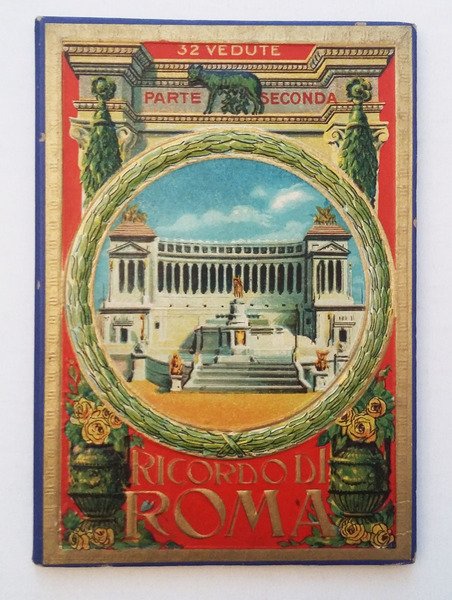 32 VEDUTE
PARTE SECONDA
RICORDO DI
ROMA